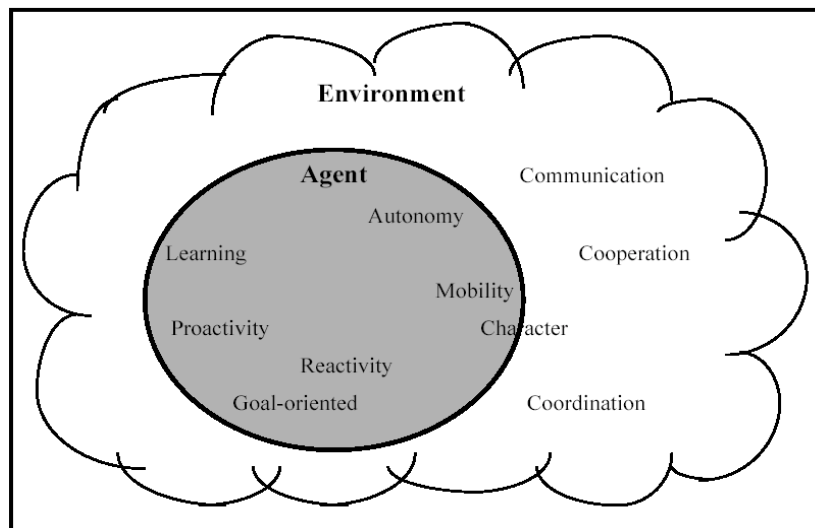 Environment
Agent
Communication
Autonomy
Learning
Cooperation
Mobility
Proactivity
Character
Reactivity
Goal-oriented
Coordination